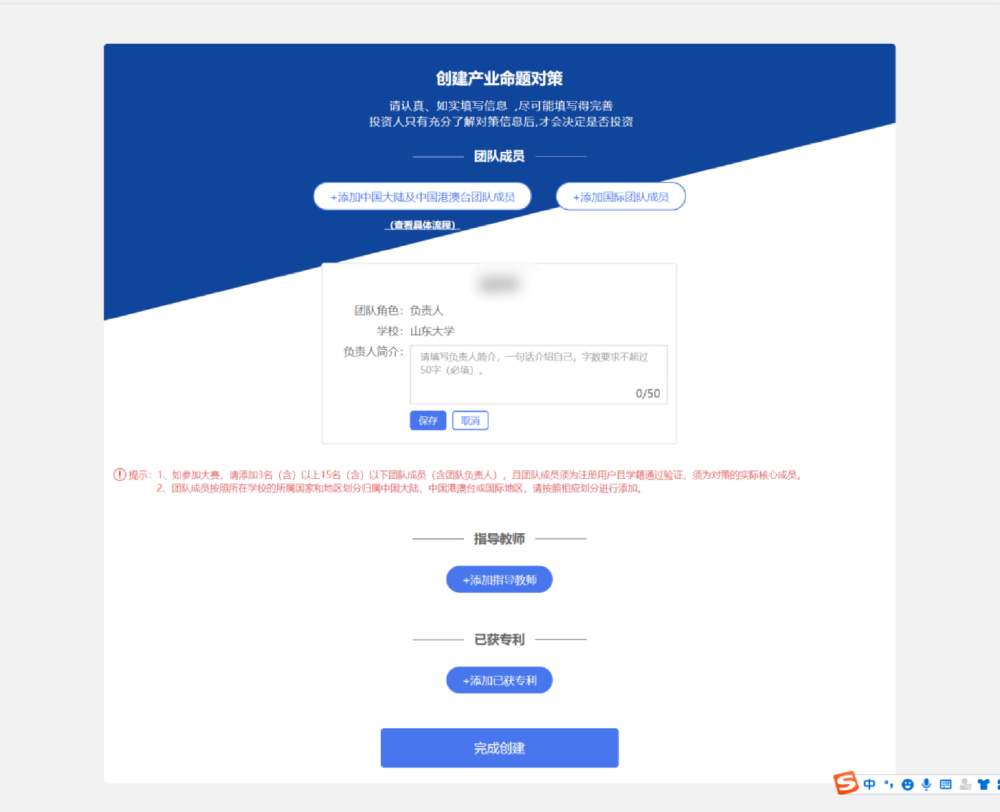 创建产业命题对策
请认真、如实填写信息 ,尽可能填写得完善
投资人只有充分了解对策信息后,才会决定是否投资
团队成员
+添加中国大陆及中国港澳台团队成员
+添加国际团队成员
（查看具体流程）
团队角色：负责人
学校：山东大学
负责人简介：
请填写负责人简介，一句话介绍自己，字数要求不超过
50字（必填）。
0/50
保存
取消
提示：1、如参加大赛，请添加3名（含）以上15名（含）以下团队成员（含团队负责人），且团队成员须为注册用户且学籍通过验证，须为对策的实际核心成员。
2、团队成员按照所在学校的所属国家和地区划分归属中国大陆、中国港澳台或国际地区，请按照相应划分进行添加。
指导教师
+添加指导教师
已获专利
+添加已获专利
完成创建
中